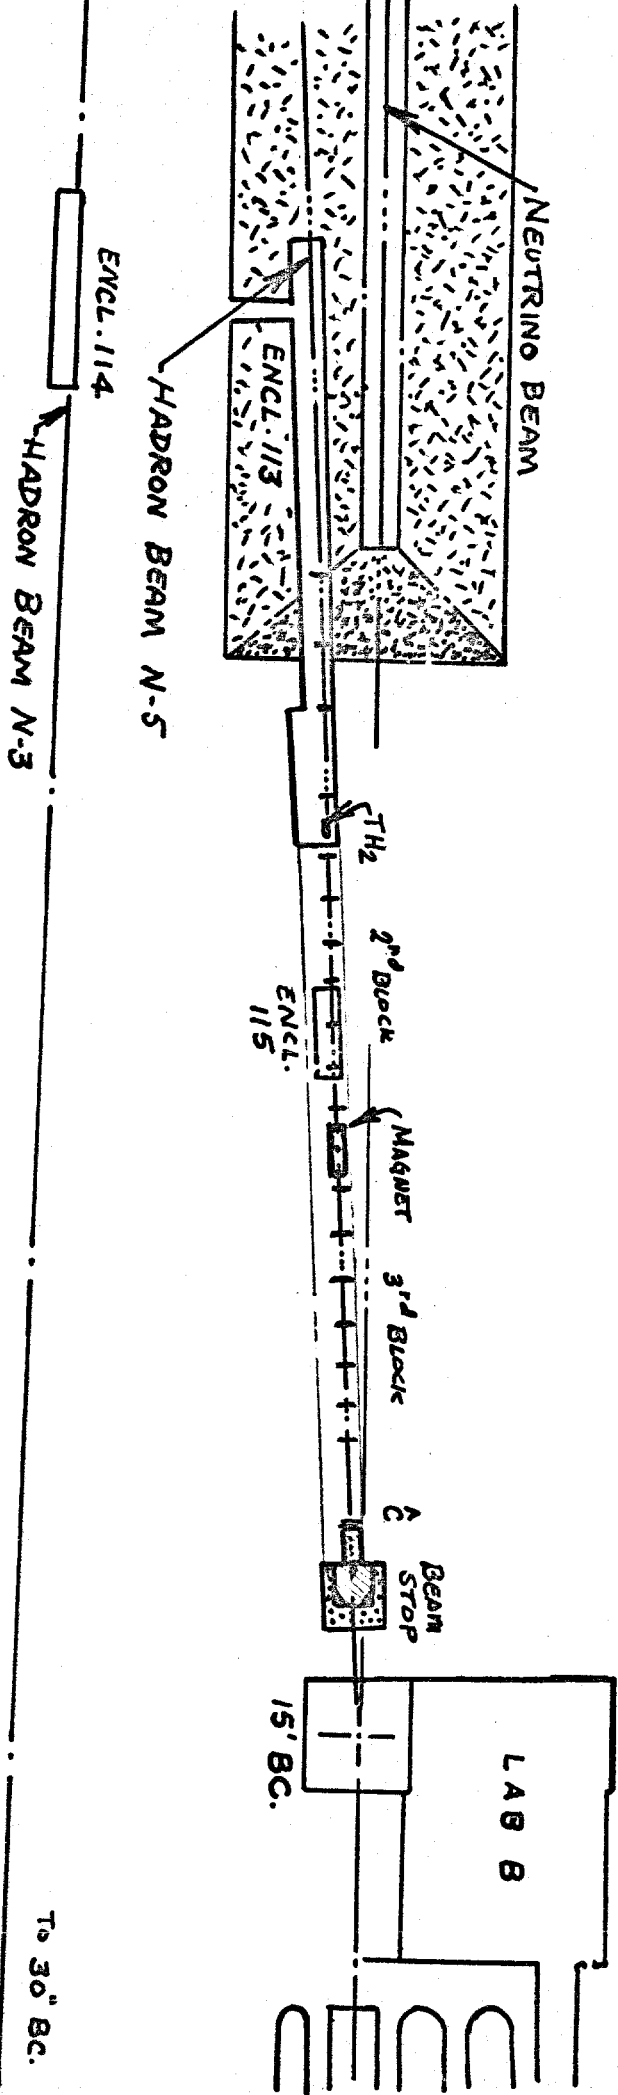 NEUTRINO BEAM
ENCL. 114
HADRON BEAM N-3
HADRON BEAM N-5
ENCL. 113
TH2
2nd BLOCK
ENCL.
115
MAGNET
3rd BLOCK
Ĉ
BEAM
STOP
15' BC.
LAB B
TO 30" BC.